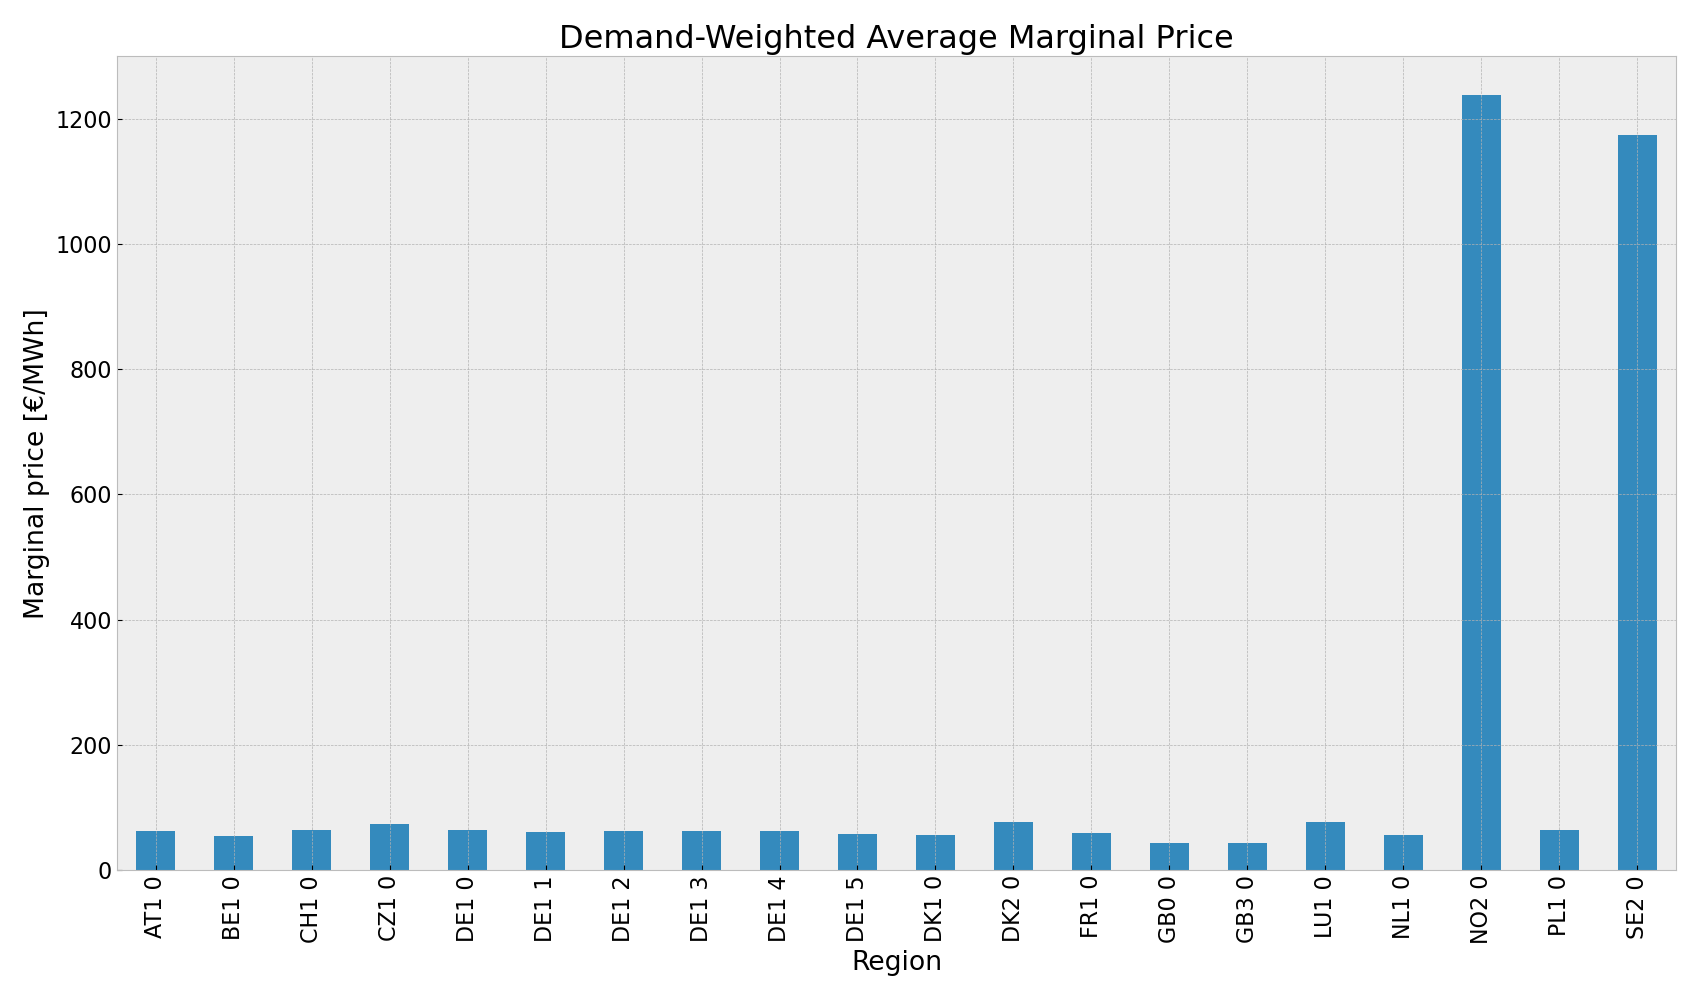 Demand-Weighted Average Marginal Price
Marginal price [€/MWh]
1200
1000
800
600
400
200
0
AT1 0
BE1 0
CH1 0
CZ1 0
DE1 0
DE1 1
DE1 2
DE1 3
DE1 4
DE1 5
DK1 0
DK2 0
FR1 0
GB0 0
GB3 0
LU1 0
NL1 0
NO2 0
PL1 0
SE2 0
Region